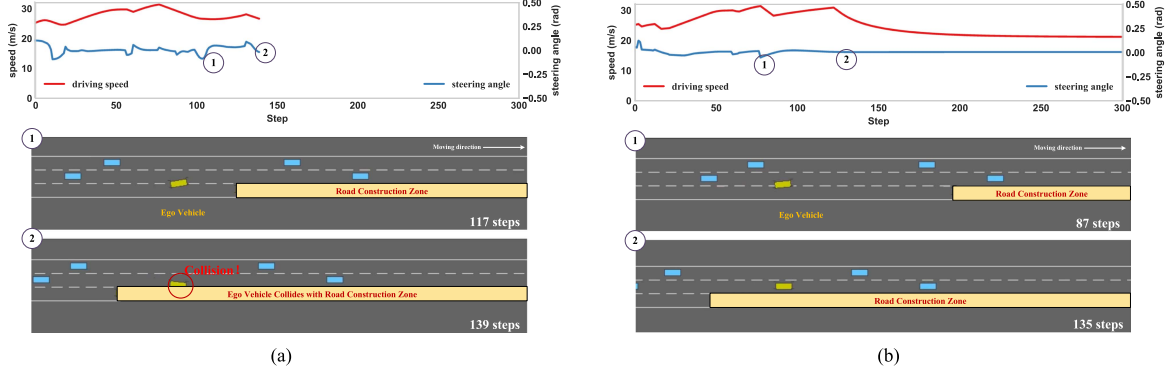 30
20
10
0
speed (m/s)
0.50
0.25
0.00
−0.25
−0.50
steering angle (rad)
driving speed
steering angle
1
2
0
50
100
150
200
250
300
Step
1
Moving direction
Road Construction Zone
Ego Vehicle
117 steps
2
Collision !
Ego Vehicle Collides with Road Construction Zone
139 steps
(a)
30
20
10
0
speed (m/s)
0.50
0.25
0.00
−0.25
−0.50
steering angle (rad)
driving speed
steering angle
1
2
0
50
100
150
200
250
300
Step
1
Moving direction
Road Construction Zone
Ego Vehicle
87 steps
2
Road Construction Zone
135 steps
(b)